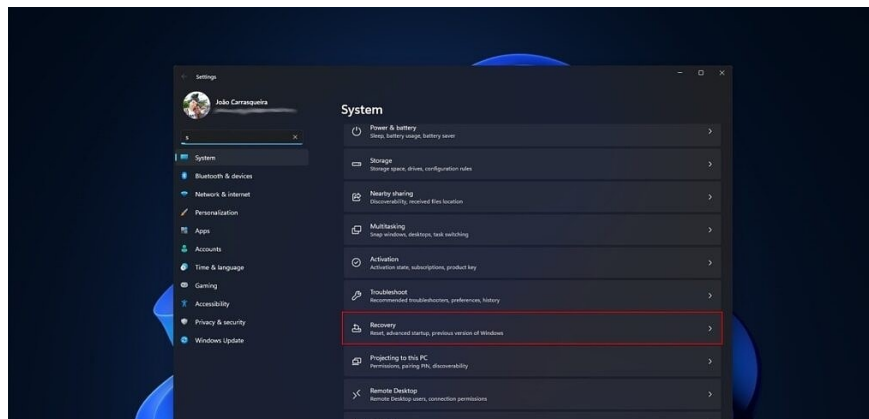 Settings
João Carrasqueira
s
System
Bluetooth & devices
Network & internet
Personalization
Apps
Accounts
Time & language
Gaming
Accessibility
Privacy & security
Windows Update
System
Power & battery
Sleep, battery usage, battery saver
Storage
Storage space, drives, configuration rules
Nearby sharing
Discoverability, received files location
Multitasking
Snap windows, desktops, task switching
Activation
Activation state, subscriptions, product key
Troubleshoot
Recommended troubleshooters, preferences, history
Recovery
Reset, advanced startup, previous version of Windows
Projecting to this PC
Permissions, pairing PIN, discoverability
Remote Desktop
Remote Desktop users, connection permissions